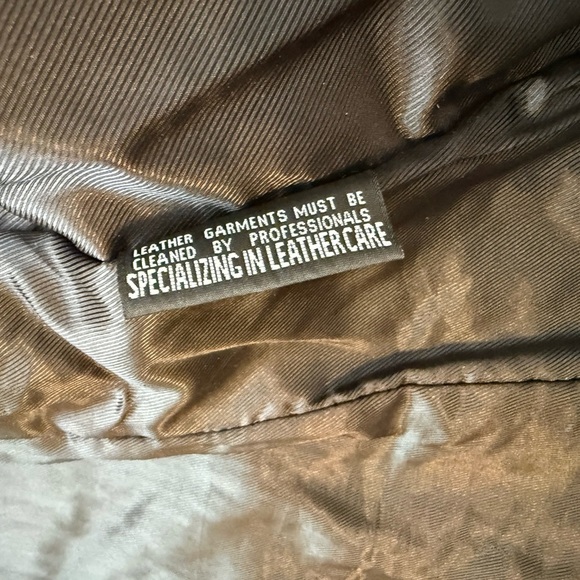 LEATHER GARMENTS MUST BE
CLEANED BY PROFESSIONALS
SPECIALIZING IN LEATHER CARE